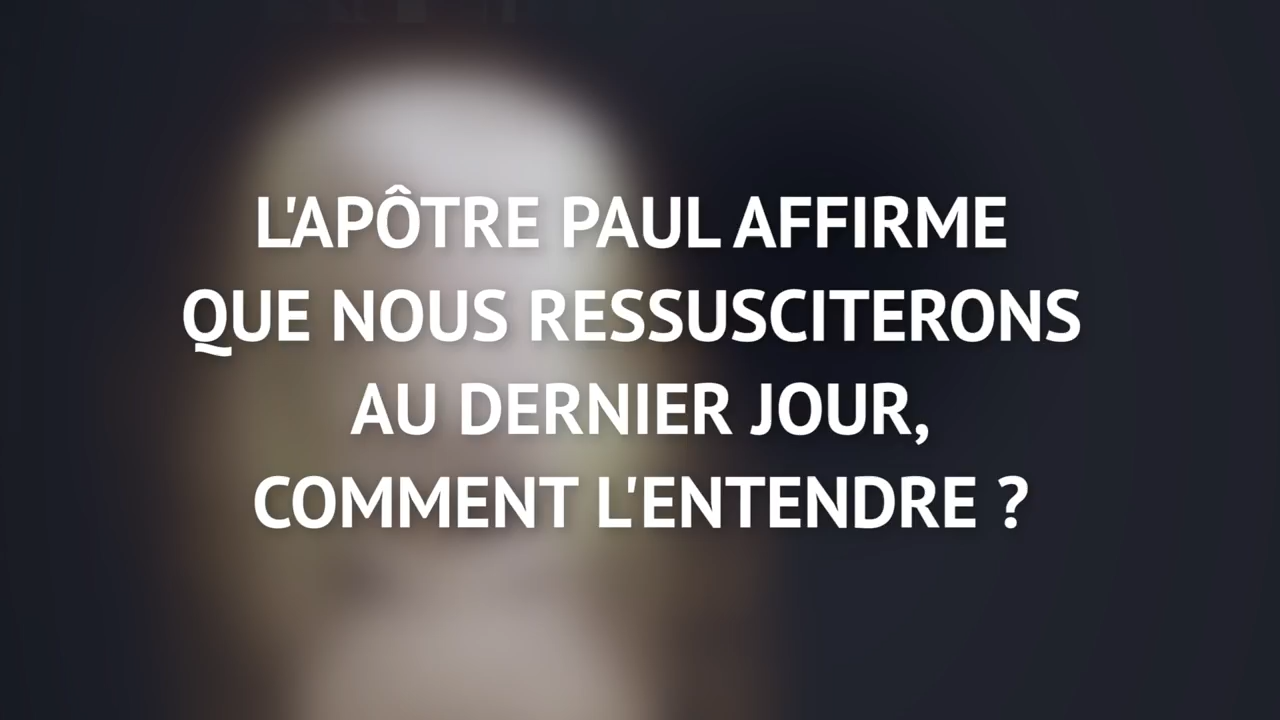 L'APÔTRE PAUL AFFIRME
QUE NOUS RESSUSCITERONS
AU DERNIER JOUR,
COMMENT L'ENTENDRE ?